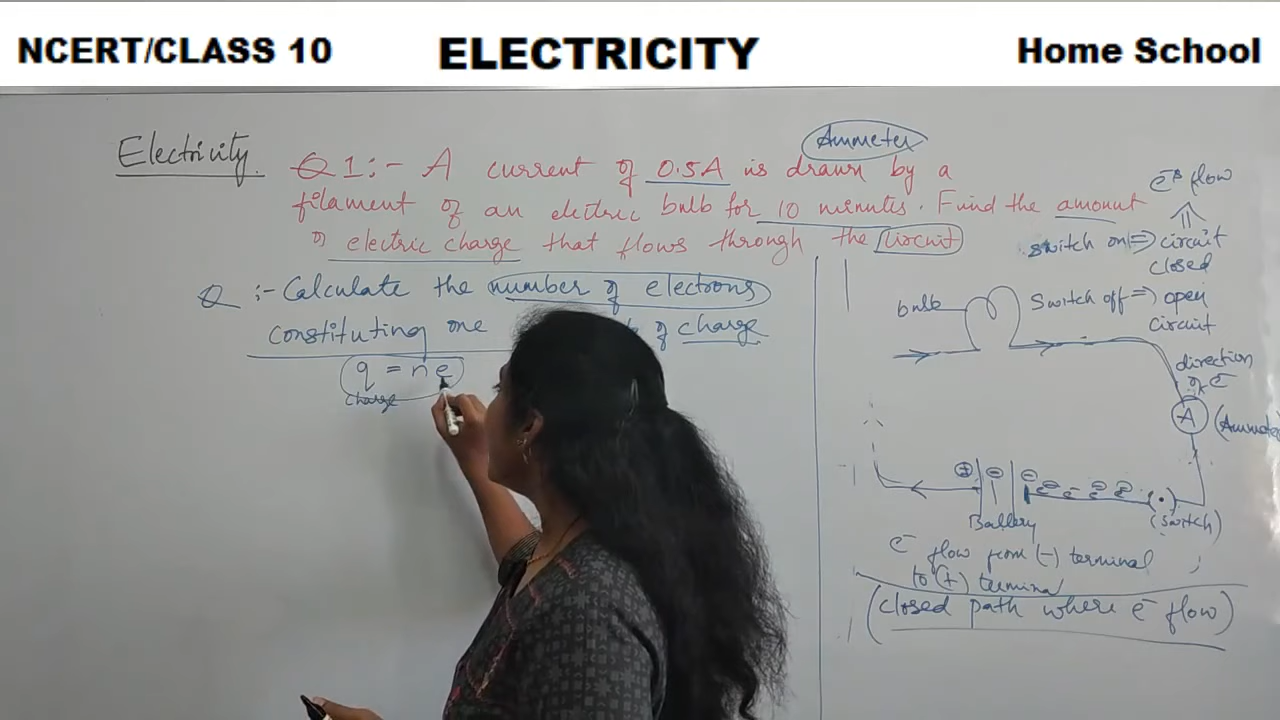 NCERT/CLASS 10
ELECTRICITY
Home School
Electricity.
Ammeter
Q 1:- A current of 0.5A is drawn by a
filament of an electric bulb for 10 minutes. Find the amount
of electric charge that flows through the circuit
Q :- Calculate the number of electrons
constituting one of charge
q = ne
charge
e⁻ flow
switch on => circuit
closed
bulb
Switch off => open
circuit
direction
of e⁻
A
(Ammeter
+
-
-
Battery
(switch)
e⁻ flow from (-) terminal
to (+) termina
(closed path where e⁻ flow)